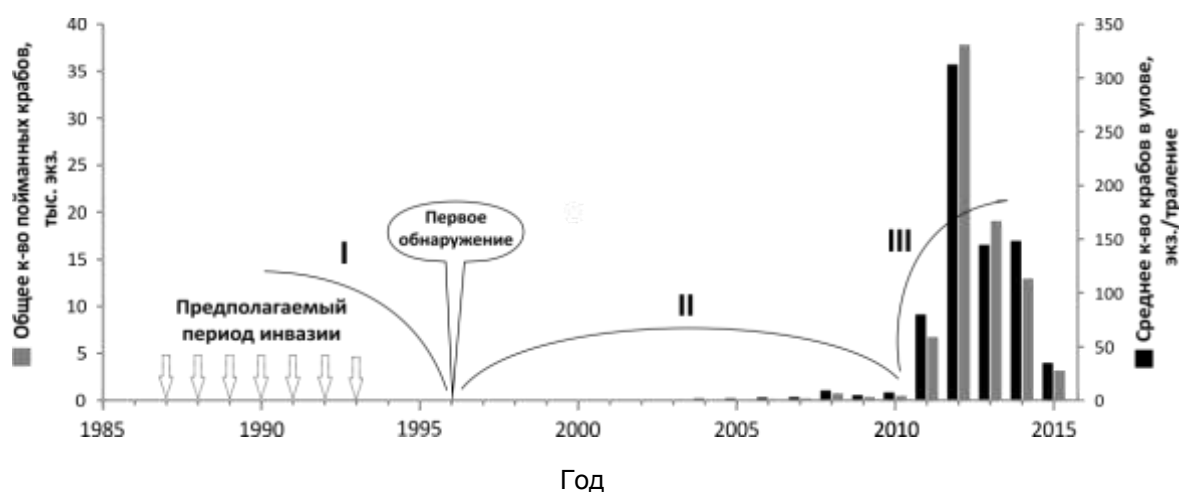 40
35
30
25
20
15
10
5
0
Общее к-во пойманных крабов,
тыс. экз.
350
300
250
200
150
100
50
0
Среднее к-во крабов в улове,
экз./траление
I
Первое
обнаружение
II
III
Предполагаемый
период инвазии
1985 1990 1995 2000 2005 2010 2015
Год